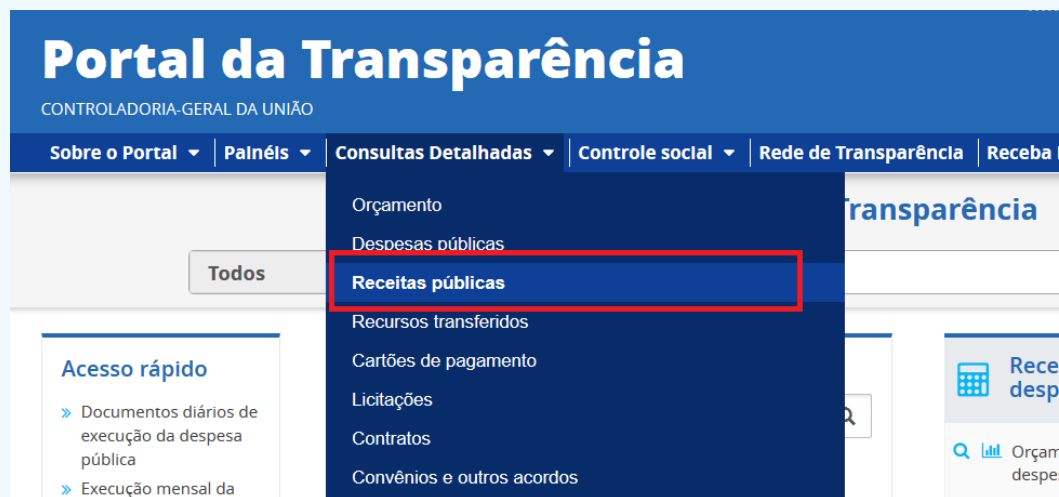 Portal da Transparência
CONTROLADORIA-GERAL DA UNIÃO
Sobre o Portal
Painéis
Consultas Detalhadas
Controle social
Rede de Transparência
Receba
Transparência
Todos
Orçamento
Despesas públicas
Receitas públicas
Recursos transferidos
Cartões de pagamento
Licitações
Contratos
Convênios e outros acordos
Acesso rápido
Documentos diários de
execução da despesa
pública
Execução mensal da
Rece
desp
Orçam
despes